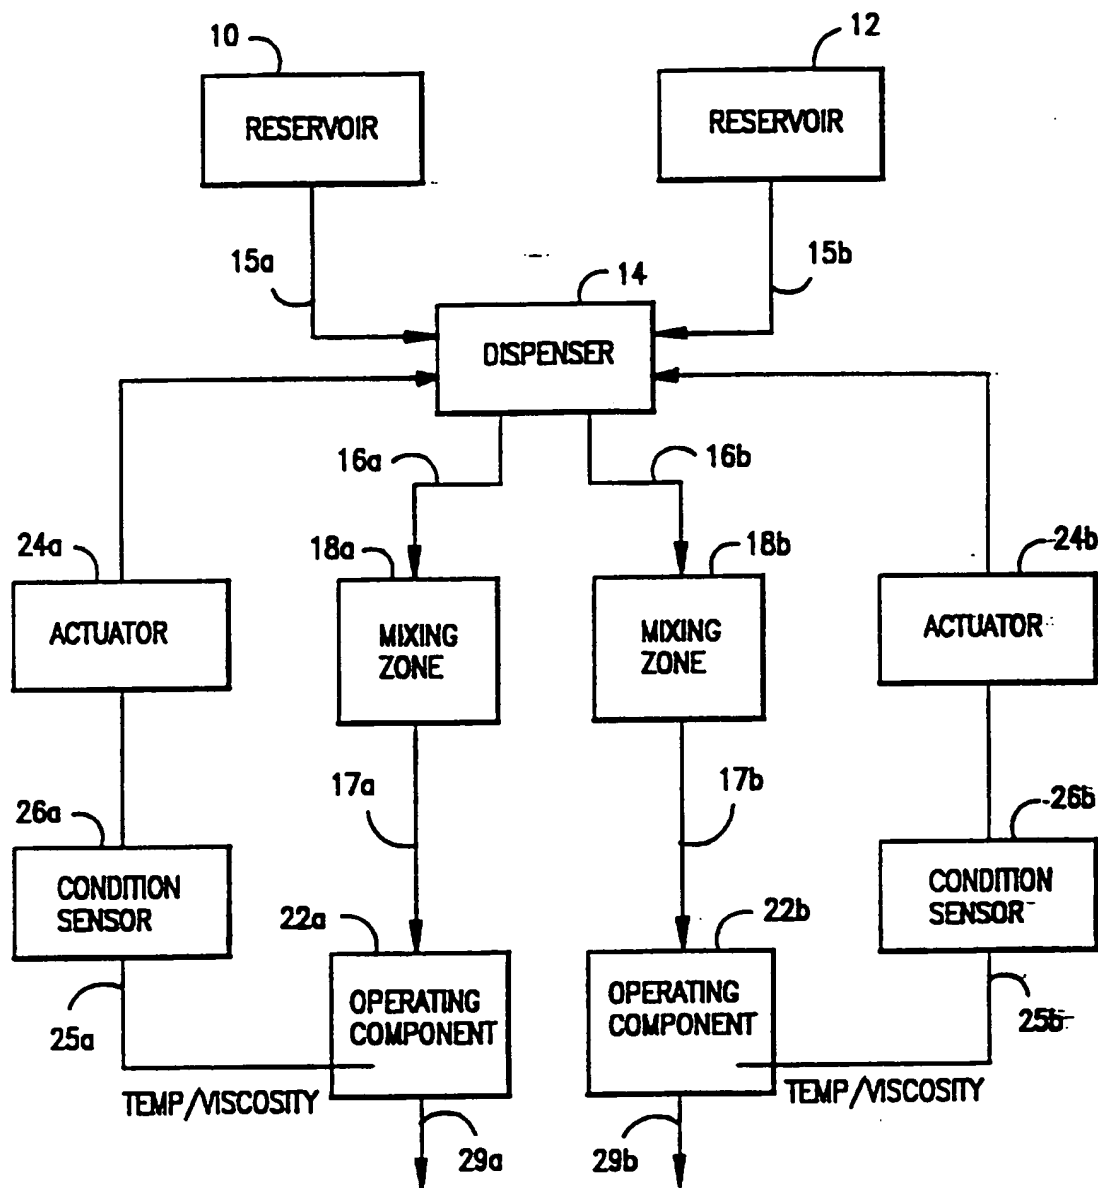 10
12
RESERVOIR
RESERVOIR
15a
15b
14
DISPENSER
16a
16b
24a
18a
18b
24b
ACTUATOR
MIXING
ZONE
MIXING
ZONE
ACTUATOR
17a
17b
26a
26b
CONDITION
SENSOR
CONDITION
SENSOR
22a
22b
OPERATING
COMPONENT
OPERATING
COMPONENT
25a
25b
TEMP/VISCOSITY
TEMP/VISCOSITY
29a
29b